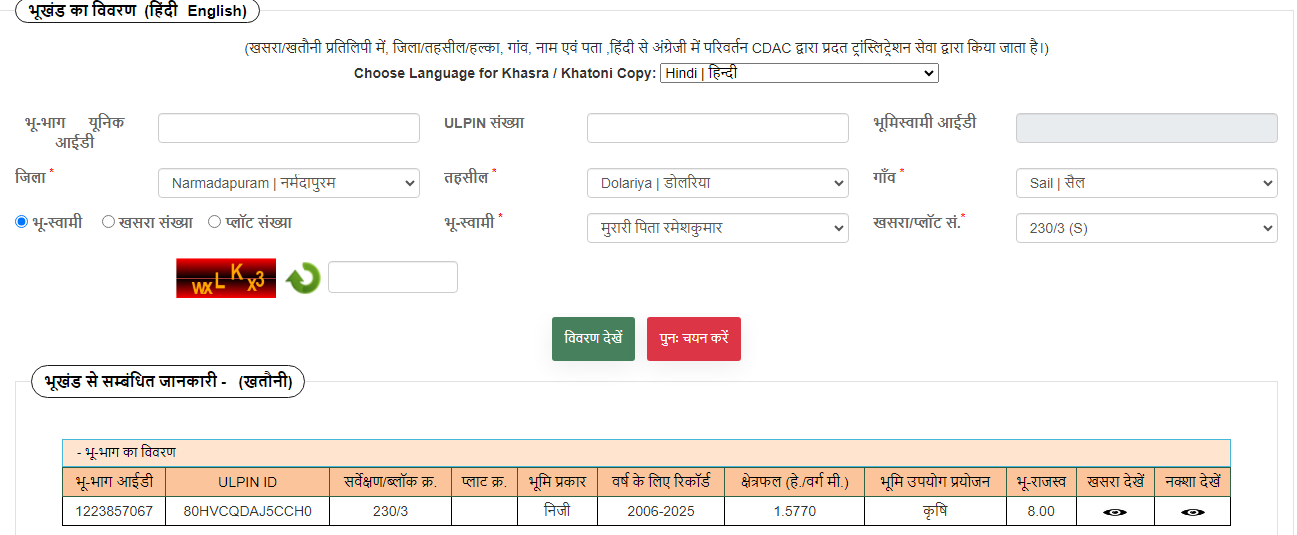 भूखंड का विवरण (हिंदी English)
(खसरा/खतौनी प्रतिलिपी में, जिला/तहसील/हल्का, गांव, नाम एवं पता ,हिंदी से अंग्रेजी में परिवर्तन CDAC द्वारा प्रदत ट्रांस्लिट्रेशन सेवा द्वारा किया जाता है।)
Choose Language for Khasra / Khatoni Copy: Hindi | हिन्दी
भू-भाग यूनिक आईडी ULPIN संख्या भूमिस्वामी आईडी
जिला * Narmadapuram | नर्मदापुरम तहसील * Dolariya | डोलरिया गाँव * Sail | सैल
भू-स्वामी खसरा संख्या प्लॉट संख्या भू-स्वामी * मुरारी पिता रमेशकुमार खसरा/प्लॉट सं.* 230/3 (S)
wxLKx3
विवरण देखें पुनः चयन करें
भूखंड से सम्बंधित जानकारी - (खतौनी)
- भू-भाग का विवरण
भू-भाग आईडी ULPIN ID सर्वेक्षण/ब्लॉक क्र. प्लाट क्र. भूमि प्रकार वर्ष के लिए रिकॉर्ड क्षेत्रफल (हे./वर्ग मी.) भूमि उपयोग प्रयोजन भू-राजस्व खसरा देखें नक्शा देखें
1223857067 80HVCQDAJ5CCH0 230/3 निजी 2006-2025 1.5770 कृषि 8.00